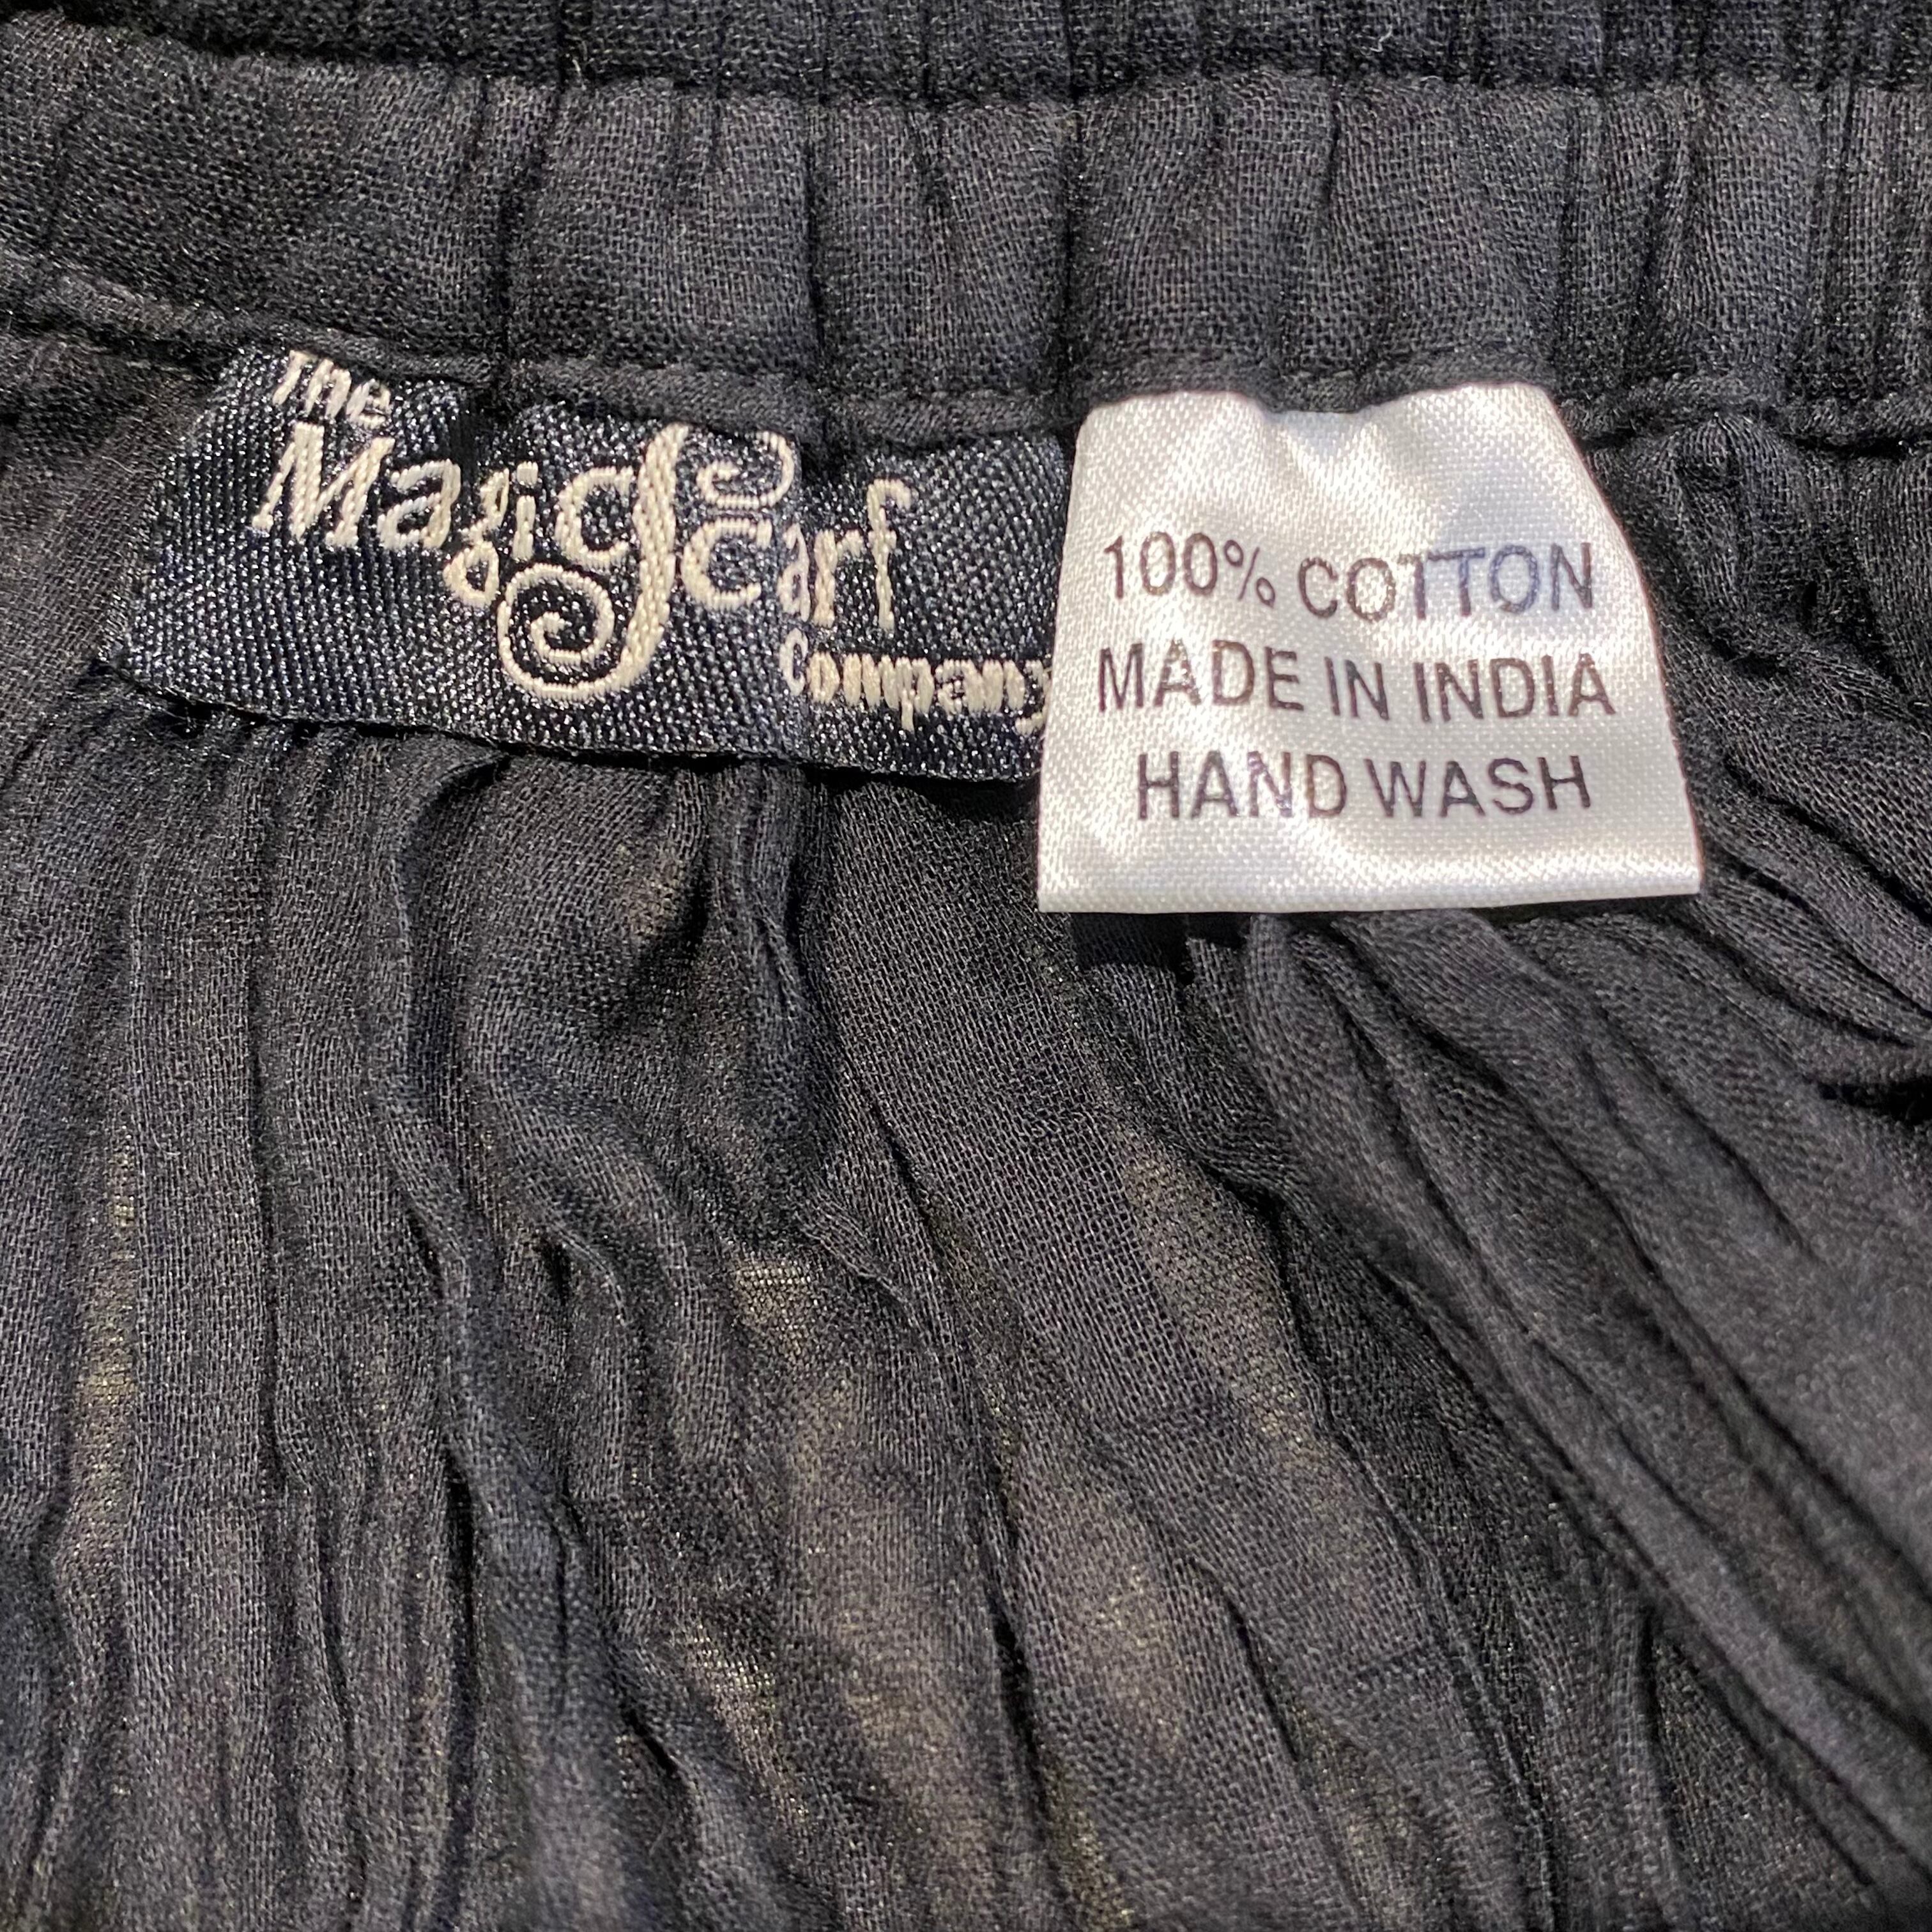 The
Magic Scarf
Company
100% COTTON
MADE IN INDIA
HAND WASH